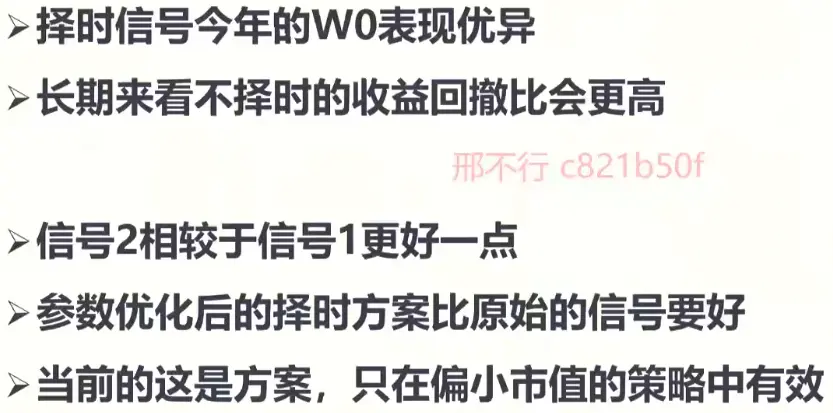 ➢择时信号今年的W0表现优异
➢长期来看不择时的收益回撤比会更高
邢不行 c821b50f
➢信号2相较于信号1更好一点
➢参数优化后的择时方案比原始的信号要好
➢当前的这是方案，只在偏小市值的策略中有效